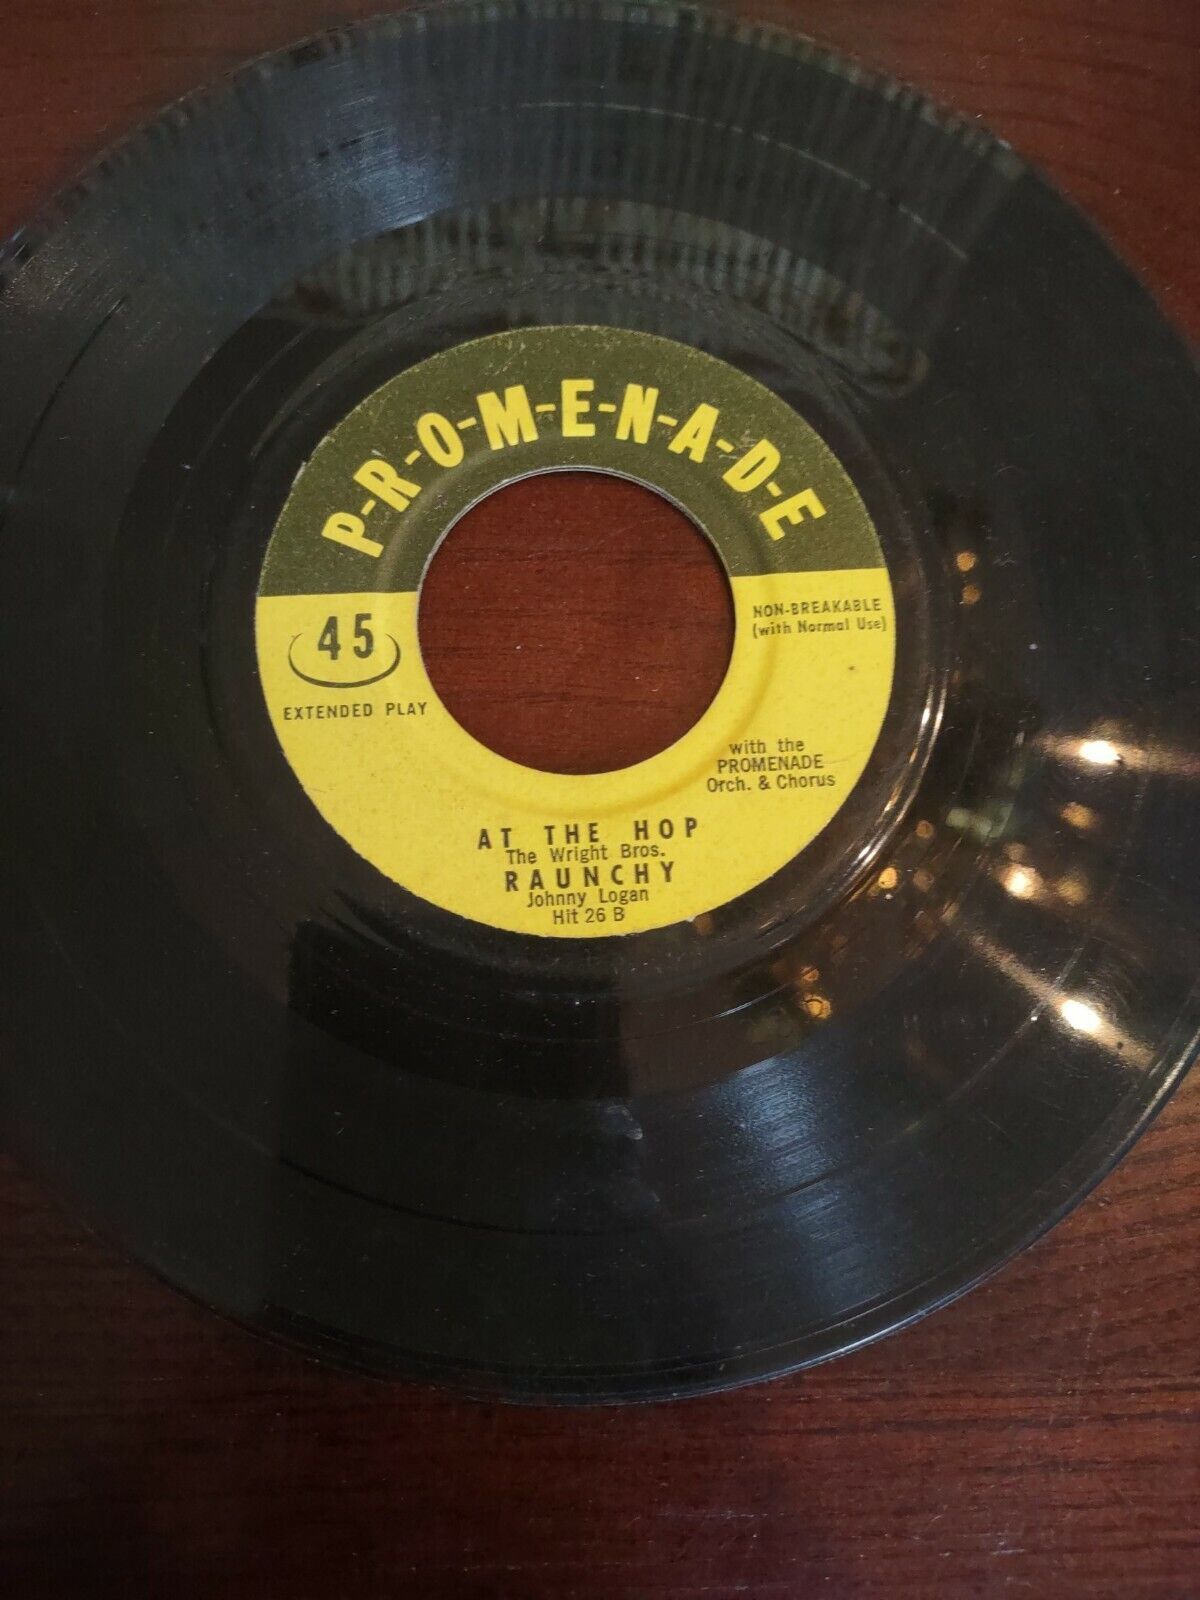 P-R-O-M-E-N-A-D-E
45
EXTENDED PLAY
NON-BREAKABLE
(with Normal Use)
with the
PROMENADE
Orch. & Chorus
AT THE HOP
The Wright Bros.
RAUNCHY
Johnny Logan
Hit 26 B